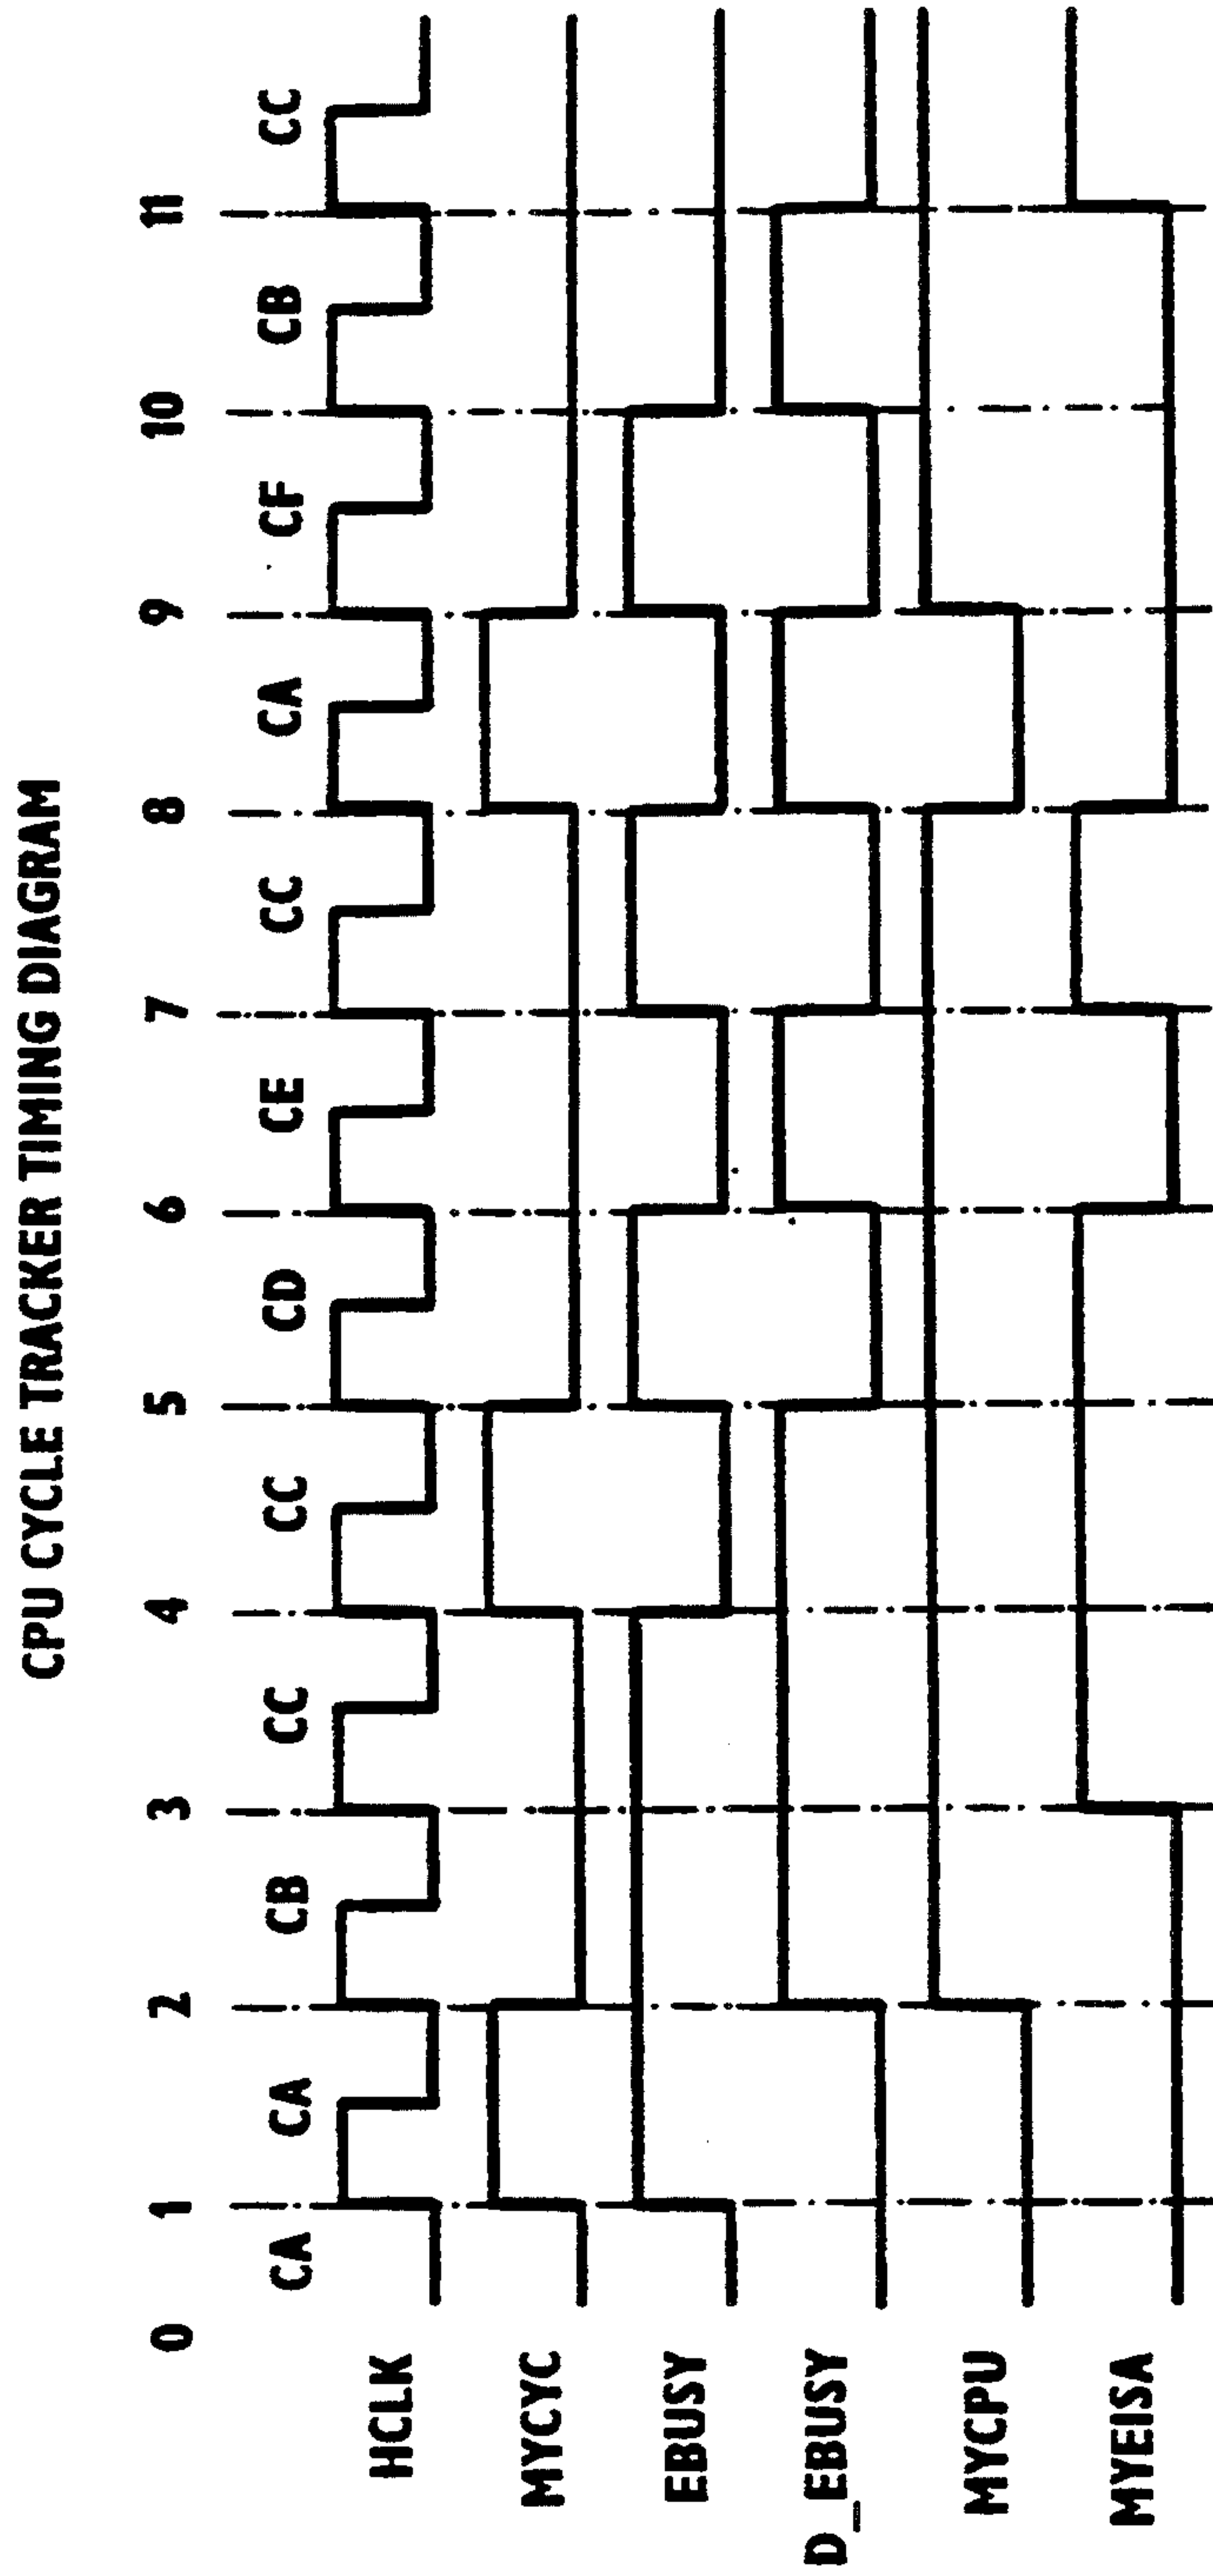 CPU CYCLE TRACKER TIMING DIAGRAM
0 1 2 3 4 5 6 7 8 9 10 11
CA CA CB CC CC CD CE CC CA CF CB CC
HCLK
MYCYC
EBUSY
D_EBUSY
MYCPU
MYEISA